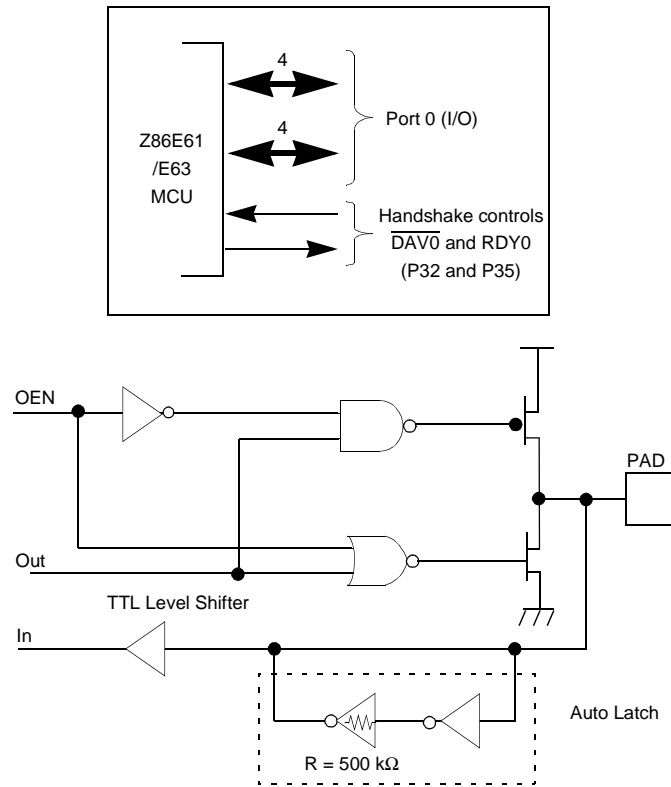 4
Port 0 (I/O)
4
Z86E61
/E63
MCU
Handshake controls
DAV0 and RDY0
(P32 and P35)
OEN
PAD
Out
TTL Level Shifter
In
Auto Latch
R = 500 kΩ